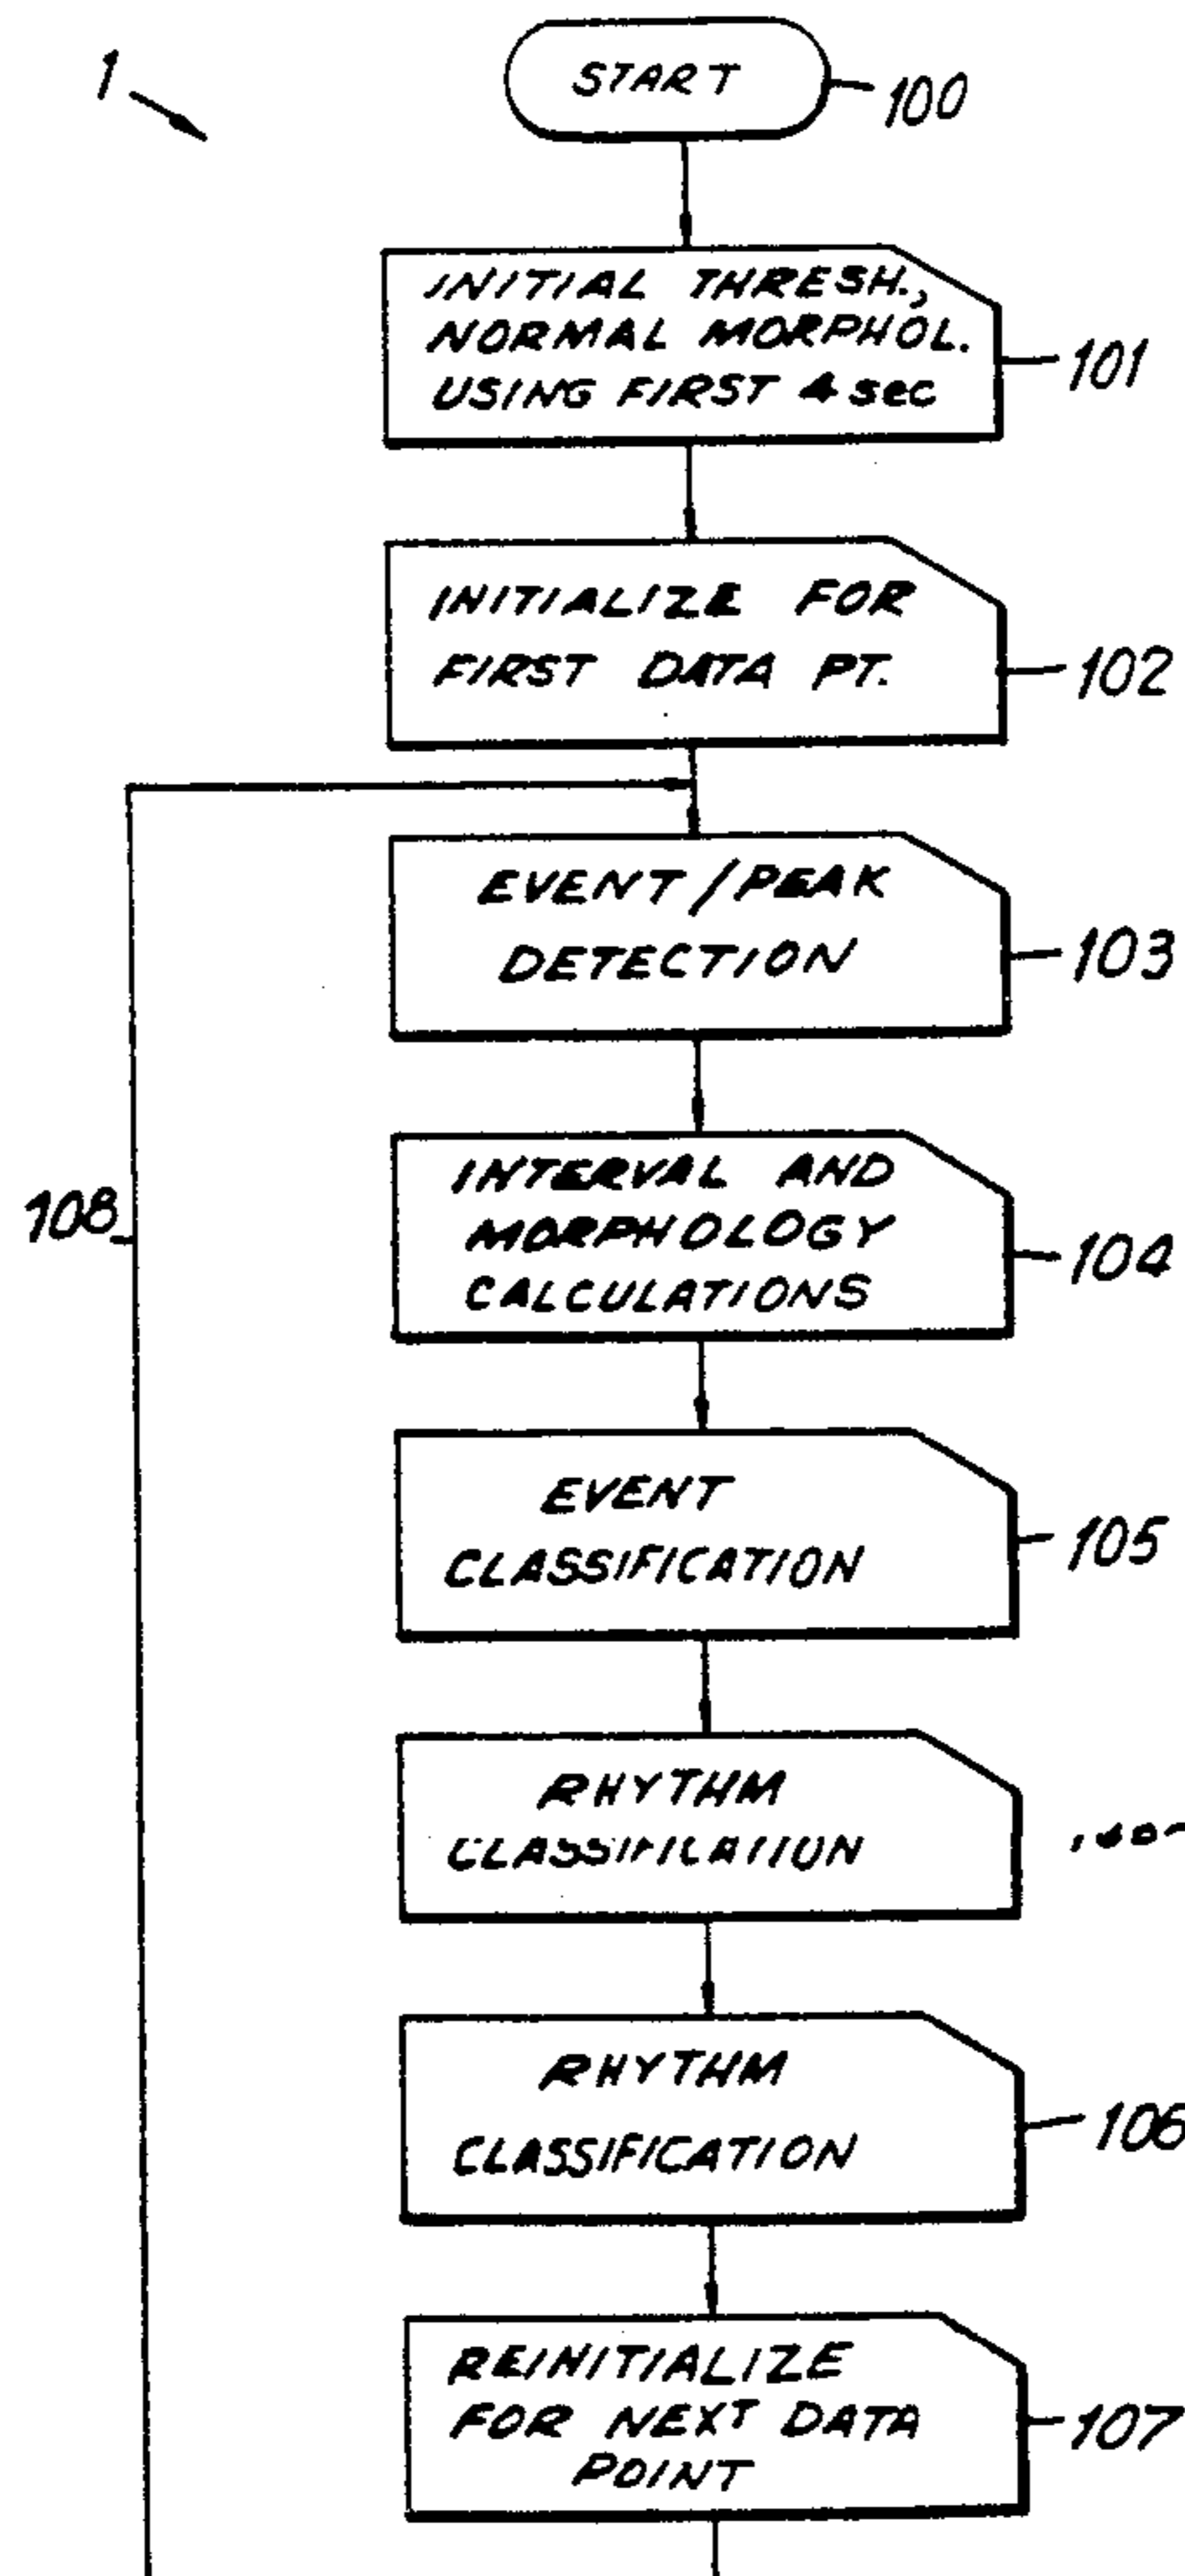 1
START
100
INITIAL THRESH.,
NORMAL MORPHOL.
USING FIRST 4 sec
101
INITIALIZE FOR
FIRST DATA PT.
102
EVENT/PEAK
DETECTION
103
INTERVAL AND
MORPHOLOGY
CALCULATIONS
104
108
EVENT
CLASSIFICATION
105
RHYTHM
CLASSIFICATION
RHYTHM
CLASSIFICATION
106
REINITIALIZE
FOR NEXT DATA
POINT
107